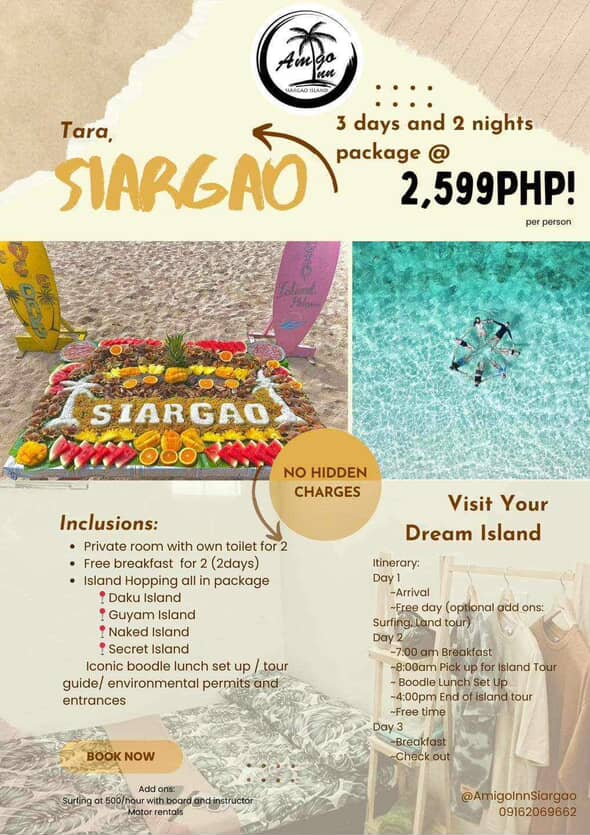 Amigo
Inn
SIARGAO ISLAND
Tara,
SIARGAO
3 days and 2 nights
package @
2,599PHP!
per person
SIARGAO
NO HIDDEN
CHARGES
Inclusions:
• Private room with own toilet for 2
• Free breakfast for 2 (2days)
• Island Hopping all in package
📍Daku Island
📍Guyam Island
📍Naked Island
📍Secret Island
Iconic boodle lunch set up / tour
guide/ environmental permits and
entrances
BOOK NOW
Add ons:
Surfing at 500/hour with board and instructor
Motor rentals
Visit Your
Dream Island
Itinerary:
Day 1
~Arrival
~Free day (optional add ons:
Surfing, Land tour)
Day 2
~7:00 am Breakfast
~8:00am Pick up for Island Tour
~ Boodle Lunch Set Up
~4:00pm End of island tour
~Free time
Day 3
~Breakfast
~Check out
@AmigoInnSiargao
09162069662